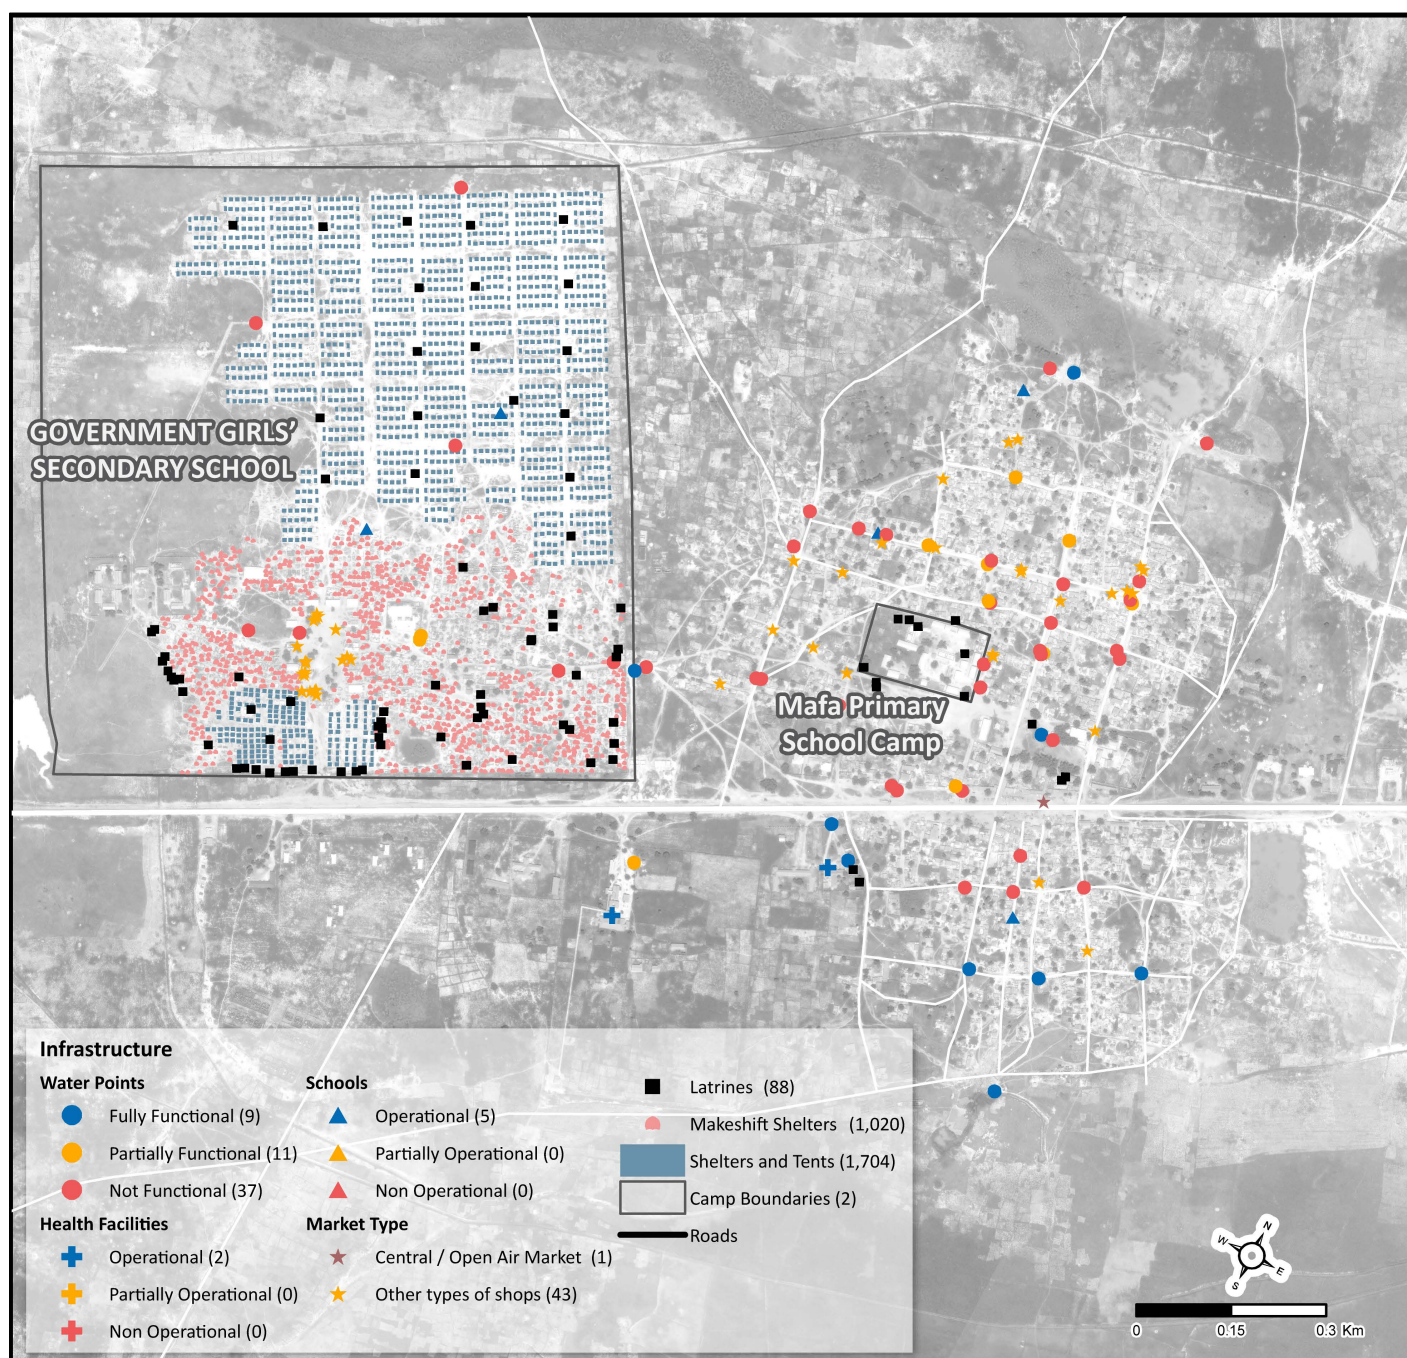 GOVERNMENT GIRLS'
SECONDARY SCHOOL
Mafa Primary
School Camp
Infrastructure
Water Points
Fully Functional (9)
Partially Functional (11)
Not Functional (37)
Health Facilities
Operational (2)
Partially Operational (0)
Non Operational (0)
Schools
Operational (5)
Partially Operational (0)
Non Operational (0)
Market Type
Central / Open Air Market (1)
Other types of shops (43)
Latrines (88)
Makeshift Shelters (1,020)
Shelters and Tents (1,704)
Camp Boundaries (2)
Roads
N
W
E
S
0 0.15 0.3 Km